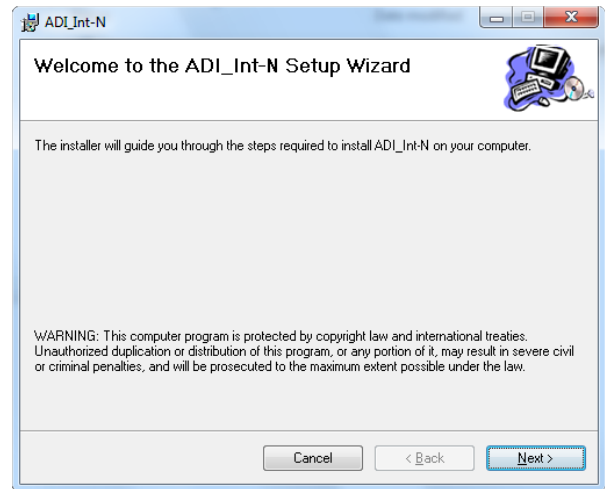 ADI_Int-N
Welcome to the ADI_Int-N Setup Wizard
The installer will guide you through the steps required to install ADI_Int-N on your computer.
WARNING: This computer program is protected by copyright law and international treaties.
Unauthorized duplication or distribution of this program, or any portion of it, may result in severe civil
or criminal penalties, and will be prosecuted to the maximum extent possible under the law.
Cancel
< Back
Next >